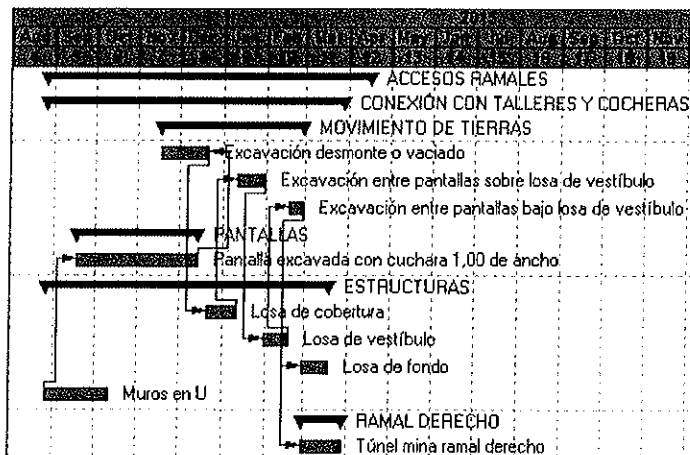 Sep
May
ACCESOS RAMALES
CONEXIÓN CON TALLERES Y COCHERAS
MOVIMIENTO DE TIERRAS
Excavación desmonte o vaciado
Excavación entre pantallas sobre losa de vestíbulo
Excavación entre pantallas bajo losa de vestíbulo
PANTALLAS
Pantalla excavada con cuchara 1,00 de ancho
ESTRUCTURAS
Losa de cobertura
Losa de vestíbulo
Losa de fondo
Muros en U
RAMAL DERECHO
Túnel mina ramal derecho